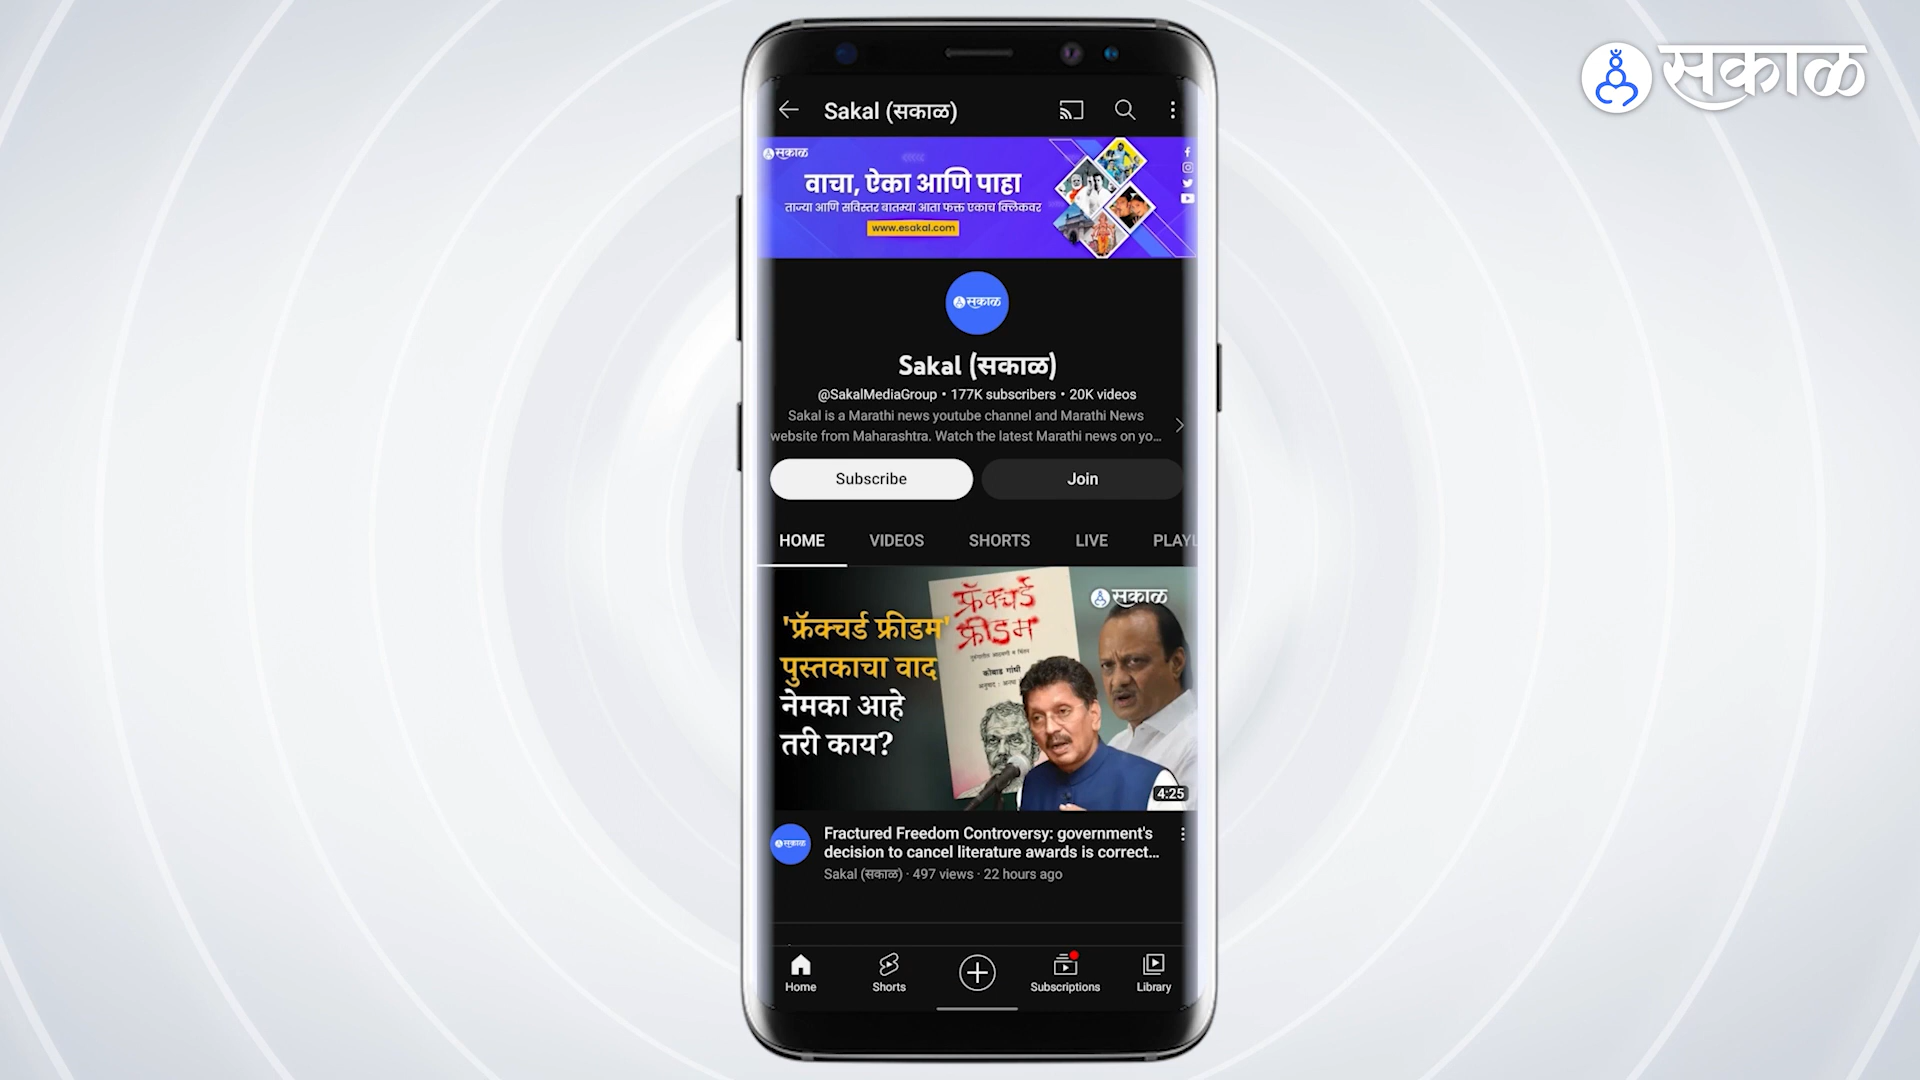 सकाळ
Sakal (सकाळ)
सकाळ
वाचा, ऐका आणि पाहा
ताज्या आणि सविस्तर बातम्या आता फक्त एकाच क्लिकवर
www.esakal.com
सकाळ
Sakal (सकाळ)
@SakalMediaGroup • 177K subscribers • 20K videos
Sakal is a Marathi news youtube channel and Marathi News
website from Maharashtra. Watch the latest Marathi news on yo...
Subscribe
Join
HOME
VIDEOS
SHORTS
LIVE
PLAYL
सकाळ
फ्रॅक्चर्ड
फ्रीडम
कोबाड गांधी
'फ्रॅक्चर्ड फ्रीडम'
पुस्तकाचा वाद
नेमका आहे
तरी काय?
4:25
सकाळ
Fractured Freedom Controversy: government's
decision to cancel literature awards is correct...
Sakal (सकाळ) · 497 views · 22 hours ago
Home
Shorts
Subscriptions
Library